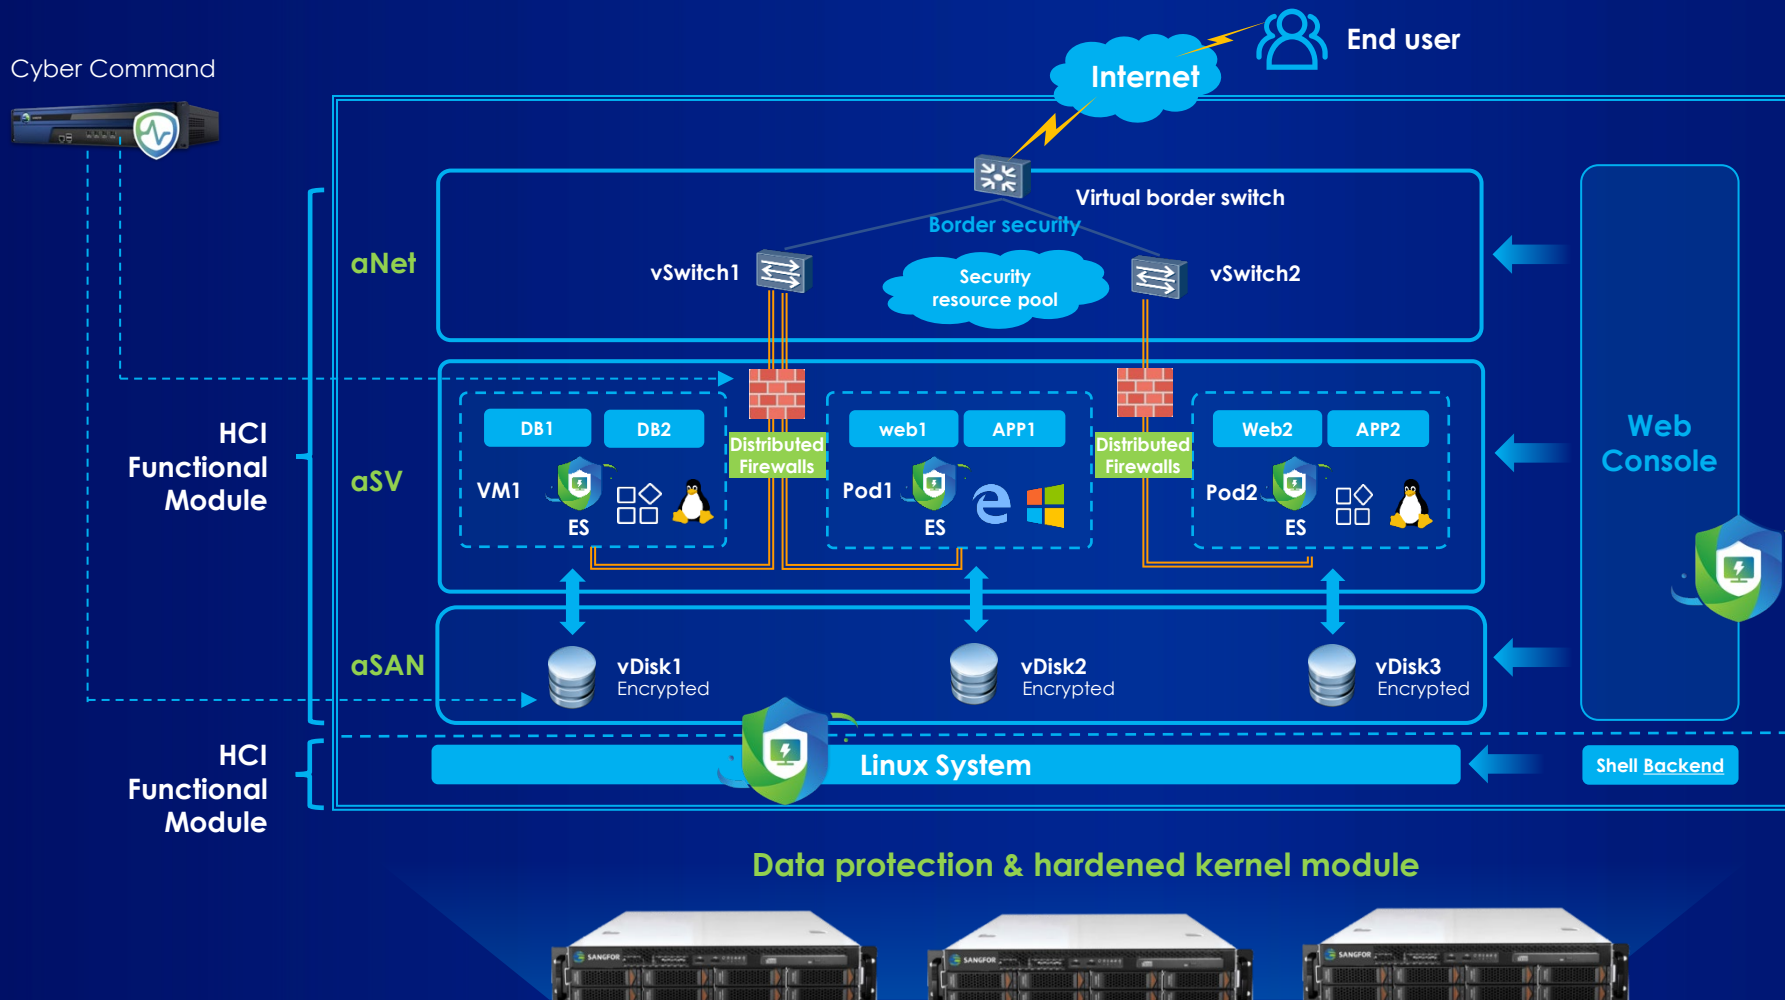 End user
Cyber Command
Internet
Virtual border switch
Border security
aNet
vSwitch1
Security
resource pool
vSwitch2
HCI
Functional
Module
aSV
DB1
DB2
Distributed
Firewalls
web1
APP1
Distributed
Firewalls
Web2
APP2
VM1
ES
Pod1
ES
Pod2
ES
Web
Console
aSAN
vDisk1
Encrypted
vDisk2
Encrypted
vDisk3
Encrypted
HCI
Functional
Module
Linux System
Shell Backend
Data protection & hardened kernel module
SANGFOR
SANGFOR
SANGFOR